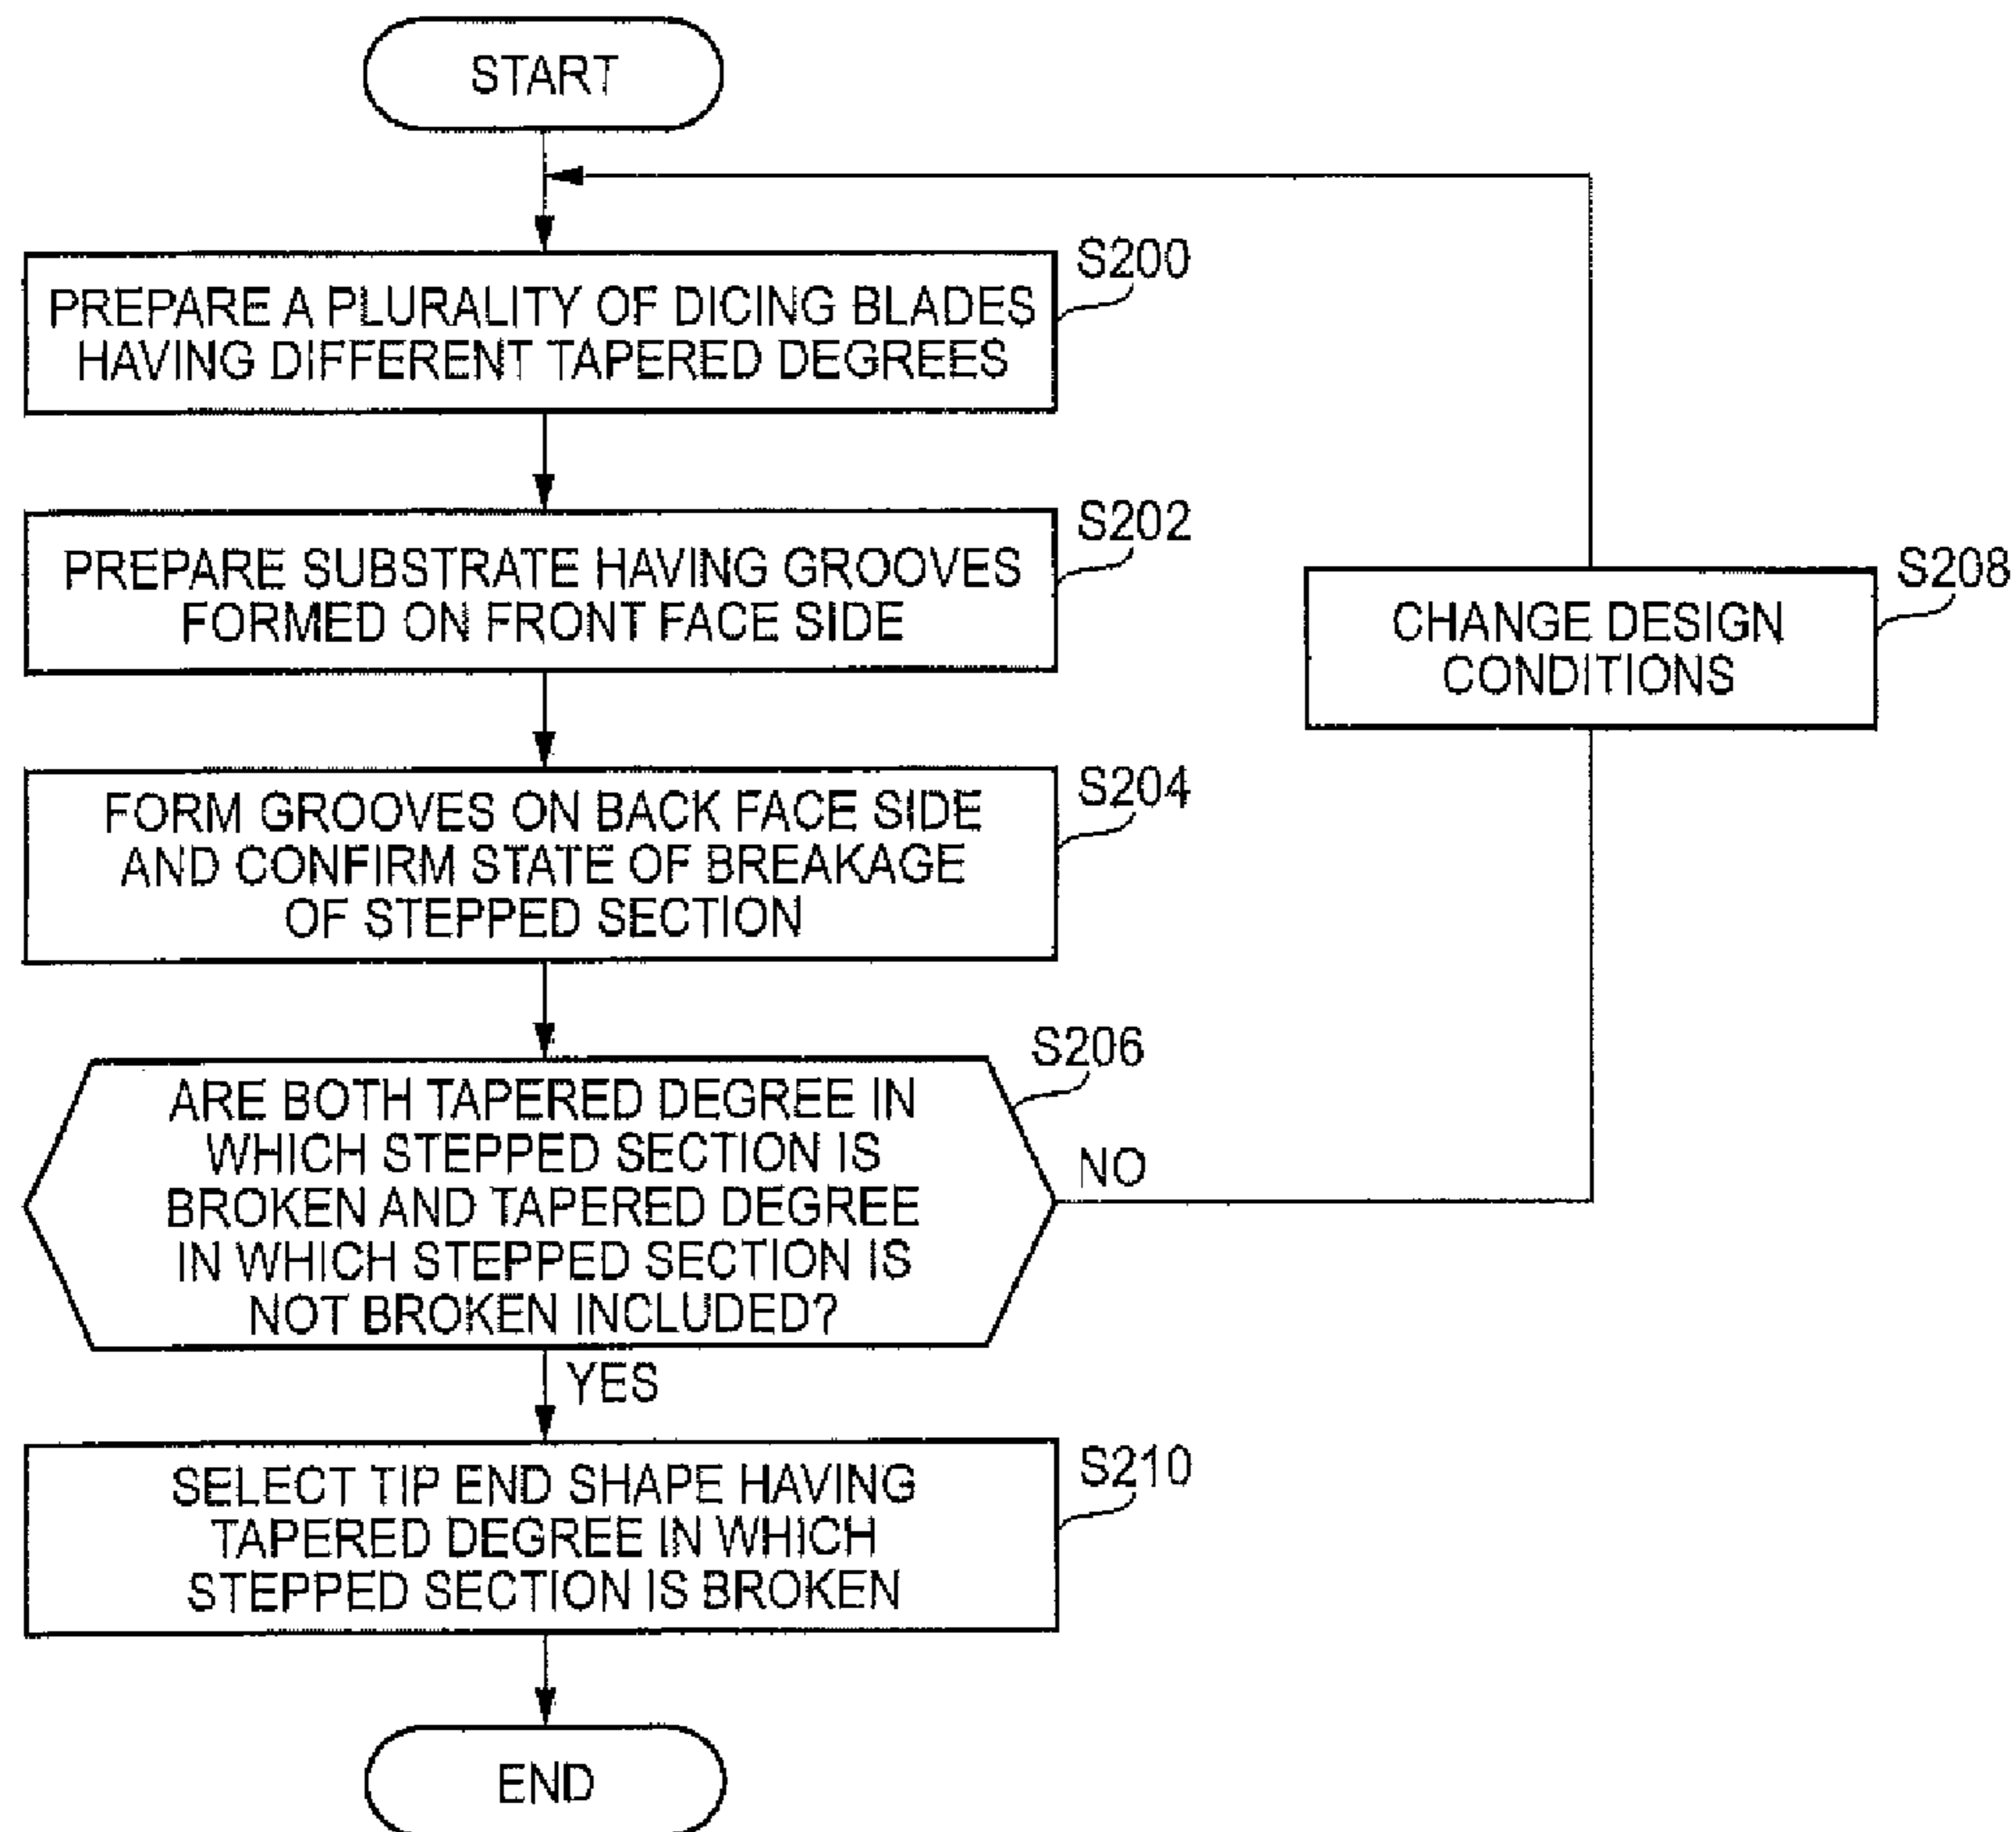 START
S200
PREPARE A PLURALITY OF DICING BLADES
HAVING DIFFERENT TAPERED DEGREES
S202
PREPARE SUBSTRATE HAVING GROOVES
FORMED ON FRONT FACE SIDE
S208
CHANGE DESIGN
CONDITIONS
S204
FORM GROOVES ON BACK FACE SIDE
AND CONFIRM STATE OF BREAKAGE
OF STEPPED SECTION
S206
ARE BOTH TAPERED DEGREE IN
WHICH STEPPED SECTION IS
BROKEN AND TAPERED DEGREE
IN WHICH STEPPED SECTION IS
NOT BROKEN INCLUDED?
NO
YES
S210
SELECT TIP END SHAPE HAVING
TAPERED DEGREE IN WHICH
STEPPED SECTION IS BROKEN
END